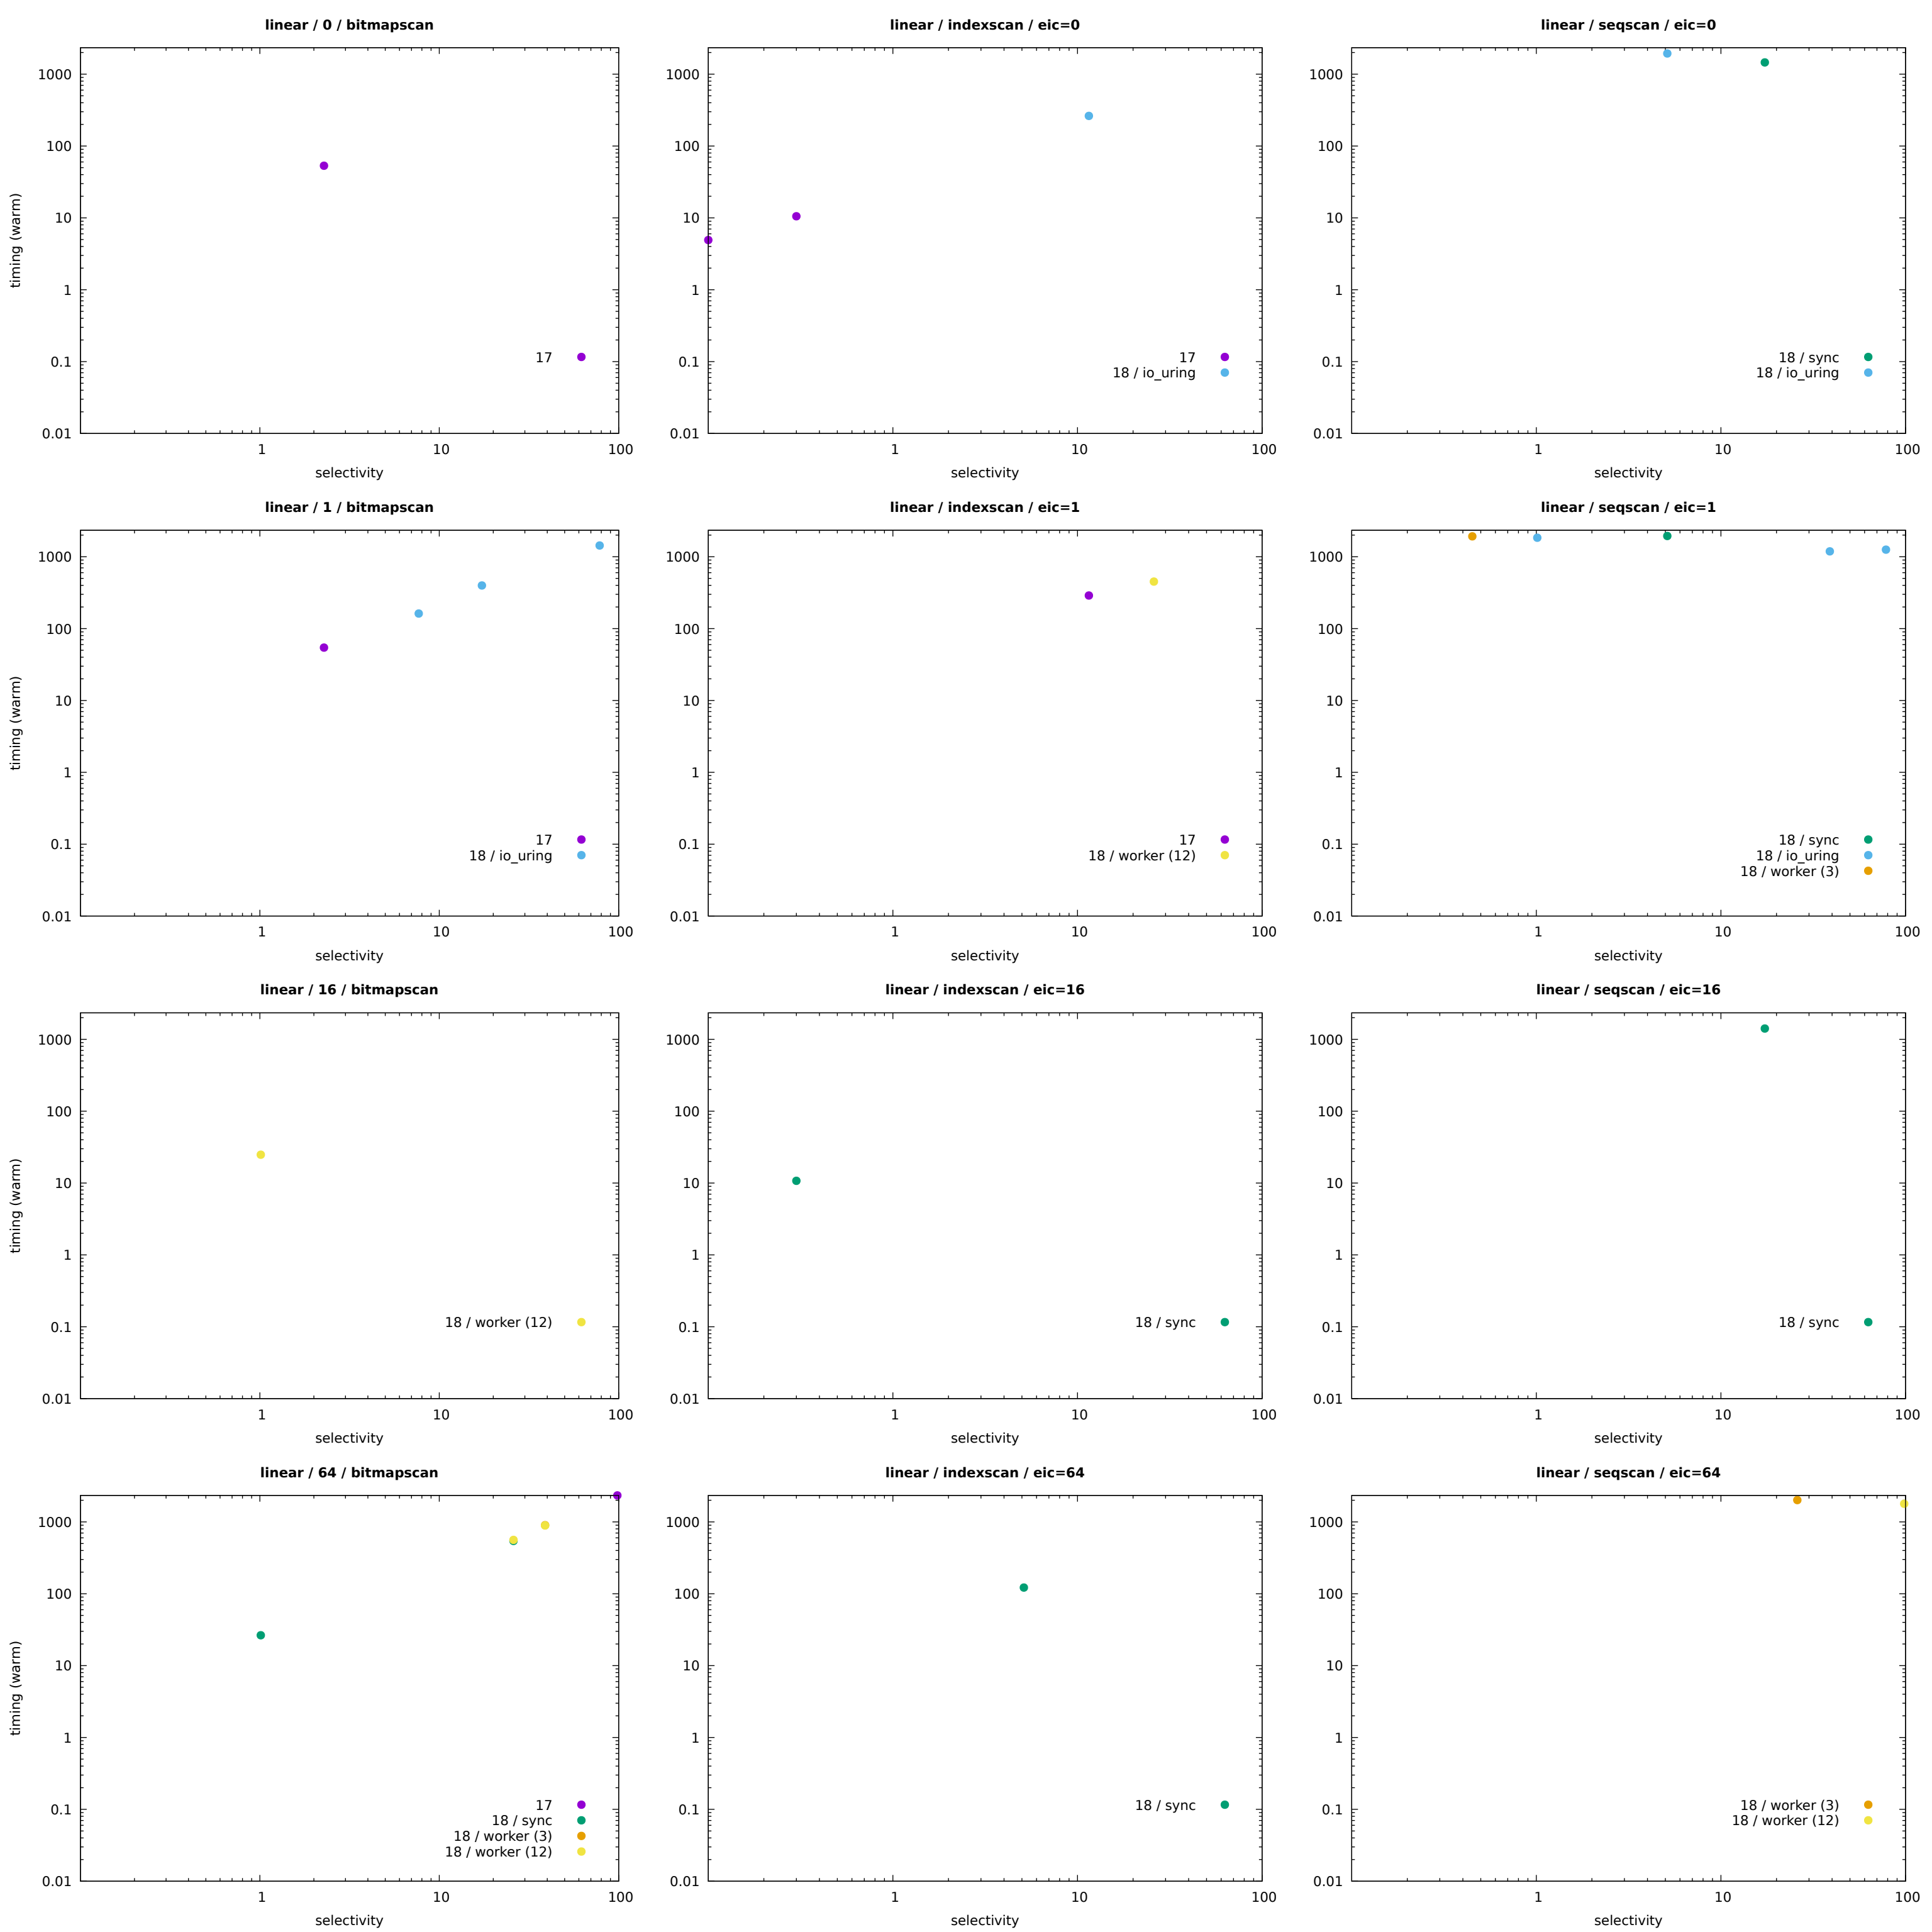 linear / 0 / bitmapscan
1000
100
10
1
0.1
0.01
timing (warm)
17
1 10 100
selectivity
linear / indexscan / eic=0
1000
100
10
1
0.1
0.01
17
18 / io_uring
1 10 100
selectivity
linear / seqscan / eic=0
1000
100
10
1
0.1
0.01
18 / sync
18 / io_uring
1 10 100
selectivity
linear / 1 / bitmapscan
1000
100
10
1
0.1
0.01
timing (warm)
17
18 / io_uring
1 10 100
selectivity
linear / indexscan / eic=1
1000
100
10
1
0.1
0.01
17
18 / worker (12)
1 10 100
selectivity
linear / seqscan / eic=1
1000
100
10
1
0.1
0.01
18 / sync
18 / io_uring
18 / worker (3)
1 10 100
selectivity
linear / 16 / bitmapscan
1000
100
10
1
0.1
0.01
timing (warm)
18 / worker (12)
1 10 100
selectivity
linear / indexscan / eic=16
1000
100
10
1
0.1
0.01
18 / sync
1 10 100
selectivity
linear / seqscan / eic=16
1000
100
10
1
0.1
0.01
18 / sync
1 10 100
selectivity
linear / 64 / bitmapscan
1000
100
10
1
0.1
0.01
timing (warm)
17
18 / sync
18 / worker (3)
18 / worker (12)
1 10 100
selectivity
linear / indexscan / eic=64
1000
100
10
1
0.1
0.01
18 / sync
1 10 100
selectivity
linear / seqscan / eic=64
1000
100
10
1
0.1
0.01
18 / worker (3)
18 / worker (12)
1 10 100
selectivity